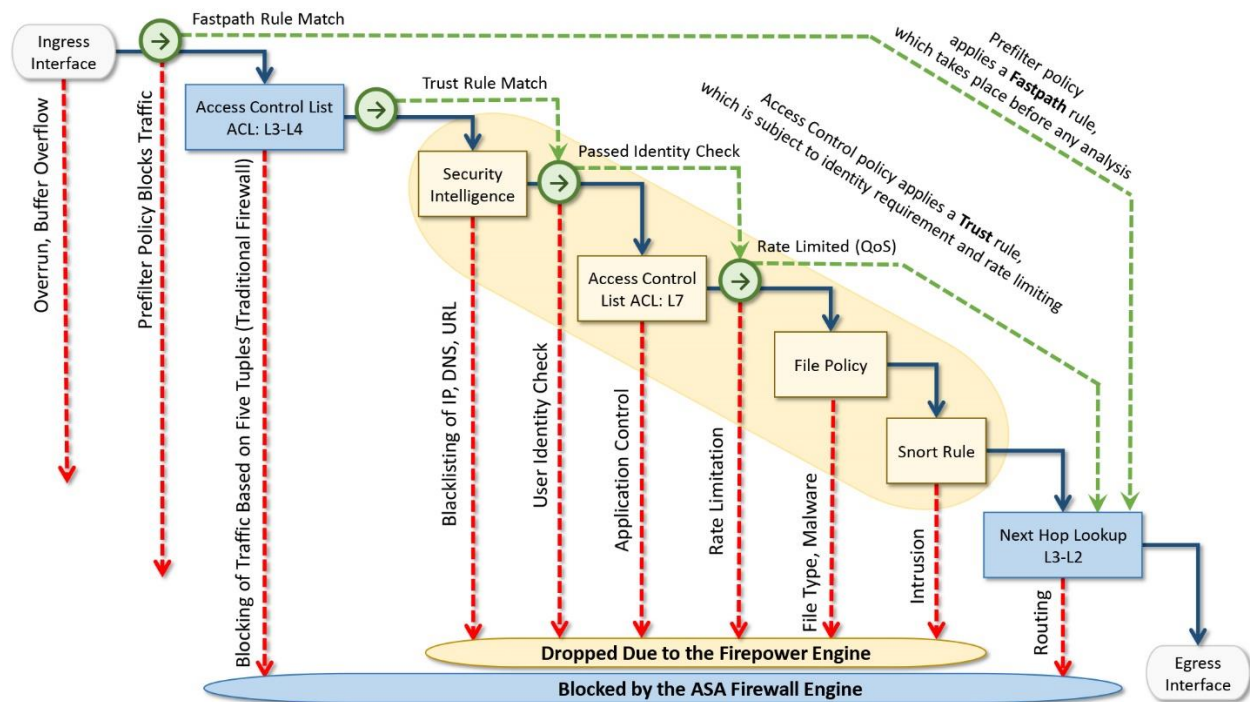 Fastpath Rule Match
Ingress
Interface
Prefilter policy
applies a Fastpath rule,
which takes place before any analysis
Access Control List
ACL: L3-L4
Trust Rule Match
Access Control policy applies a Trust rule,
which is subject to identity requirement and rate limiting
Security
Intelligence
Passed Identity Check
Access Control
List ACL: L7
Rate Limited (QoS)
File Policy
Snort Rule
Next Hop Lookup
L3-L2
Overrun, Buffer Overflow
Prefilter Policy Blocks Traffic
Blocking of Traffic Based on Five Tuples (Traditional Firewall)
Blacklisting of IP, DNS, URL
User Identity Check
Application Control
Rate Limitation
File Type, Malware
Intrusion
Routing
Dropped Due to the Firepower Engine
Blocked by the ASA Firewall Engine
Egress
Interface